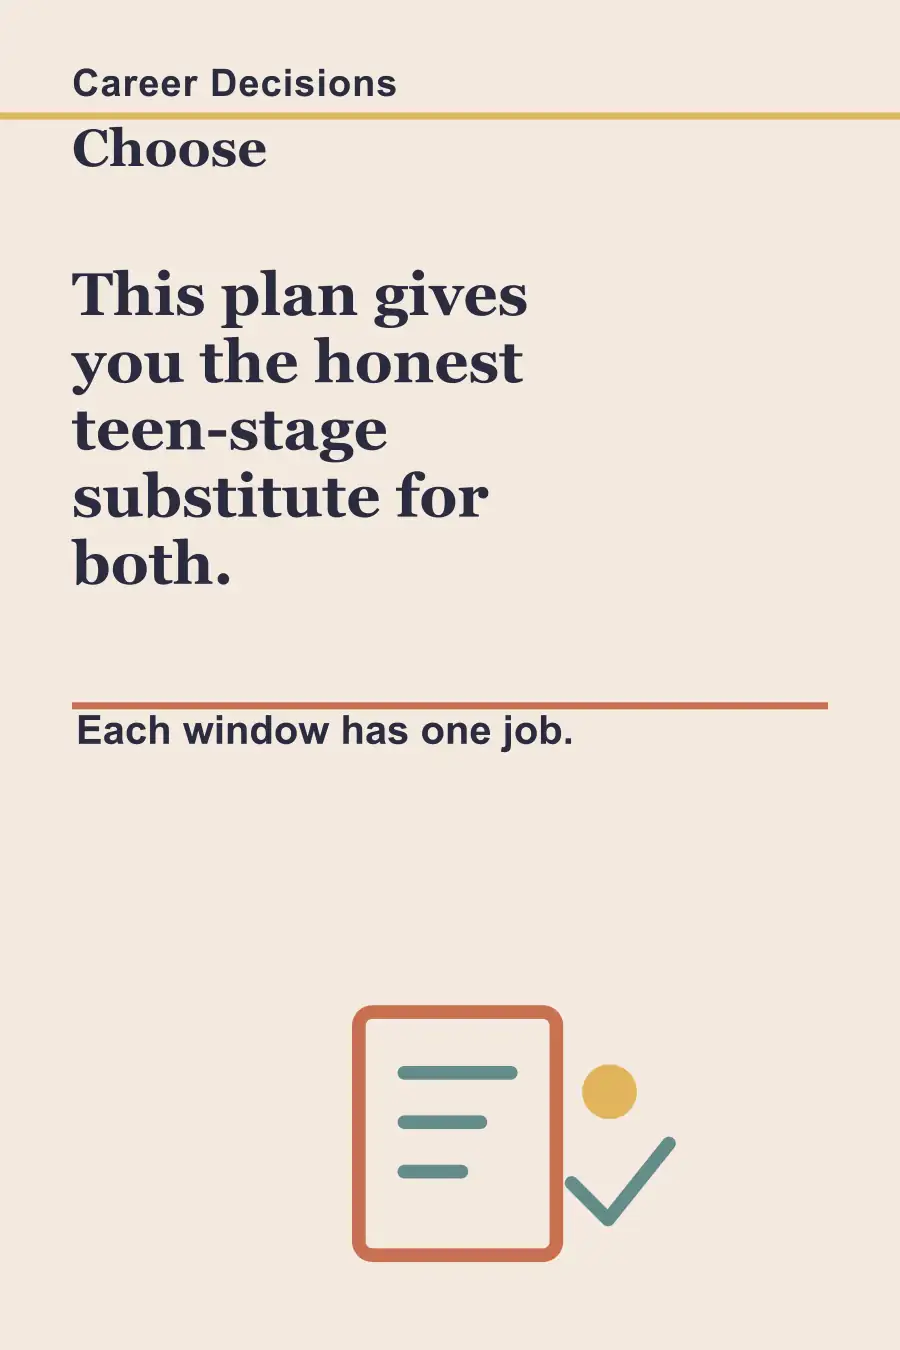 Career Decisions
Choose
This plan gives
you the honest
teen-stage
substitute for
both.
Each window has one job.